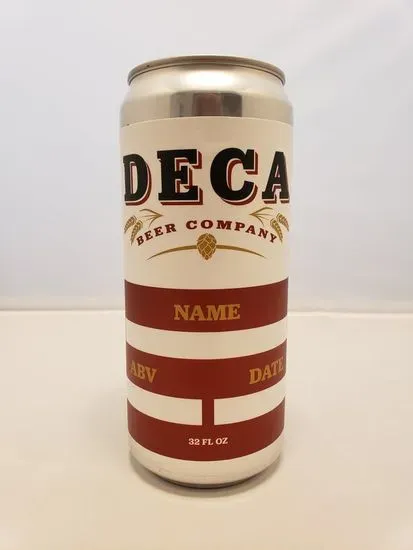 DECA
BEER COMPANY
NAME
ABV DATE
32 FL OZ